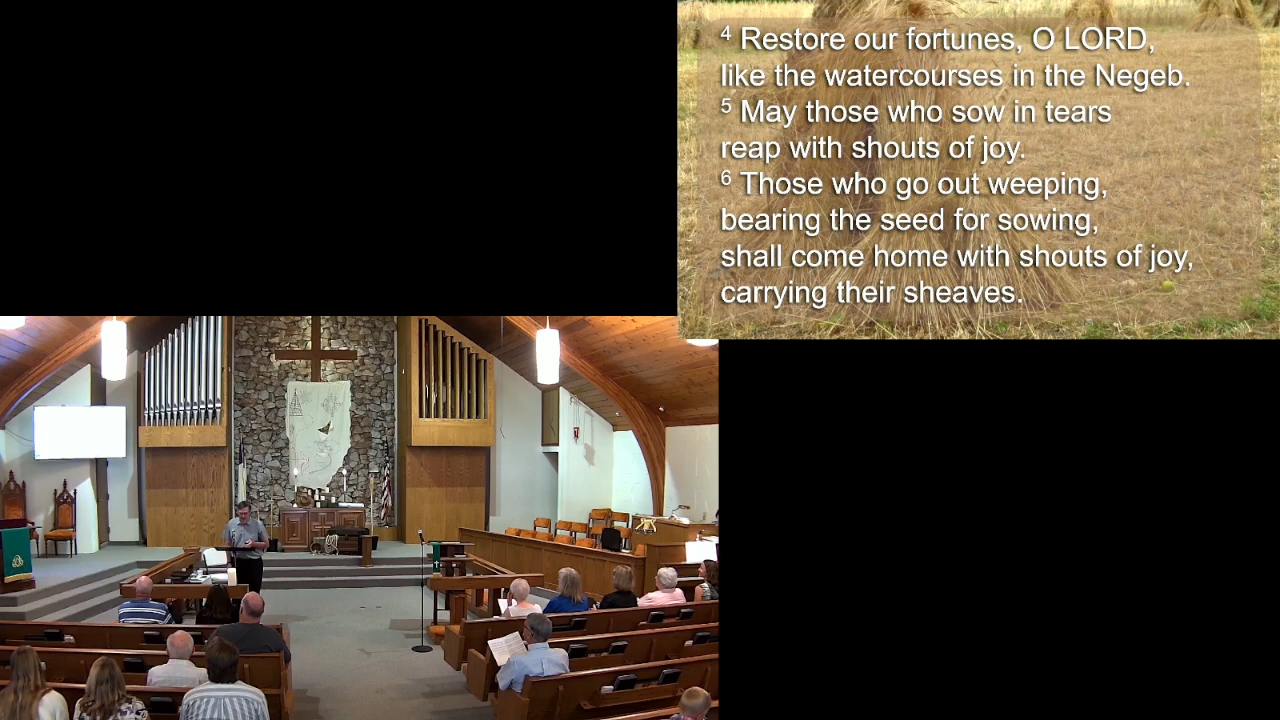 4 Restore our fortunes, O LORD,
like the watercourses in the Negeb.
5 May those who sow in tears
reap with shouts of joy.
6 Those who go out weeping,
bearing the seed for sowing,
shall come home with shouts of joy,
carrying their sheaves.